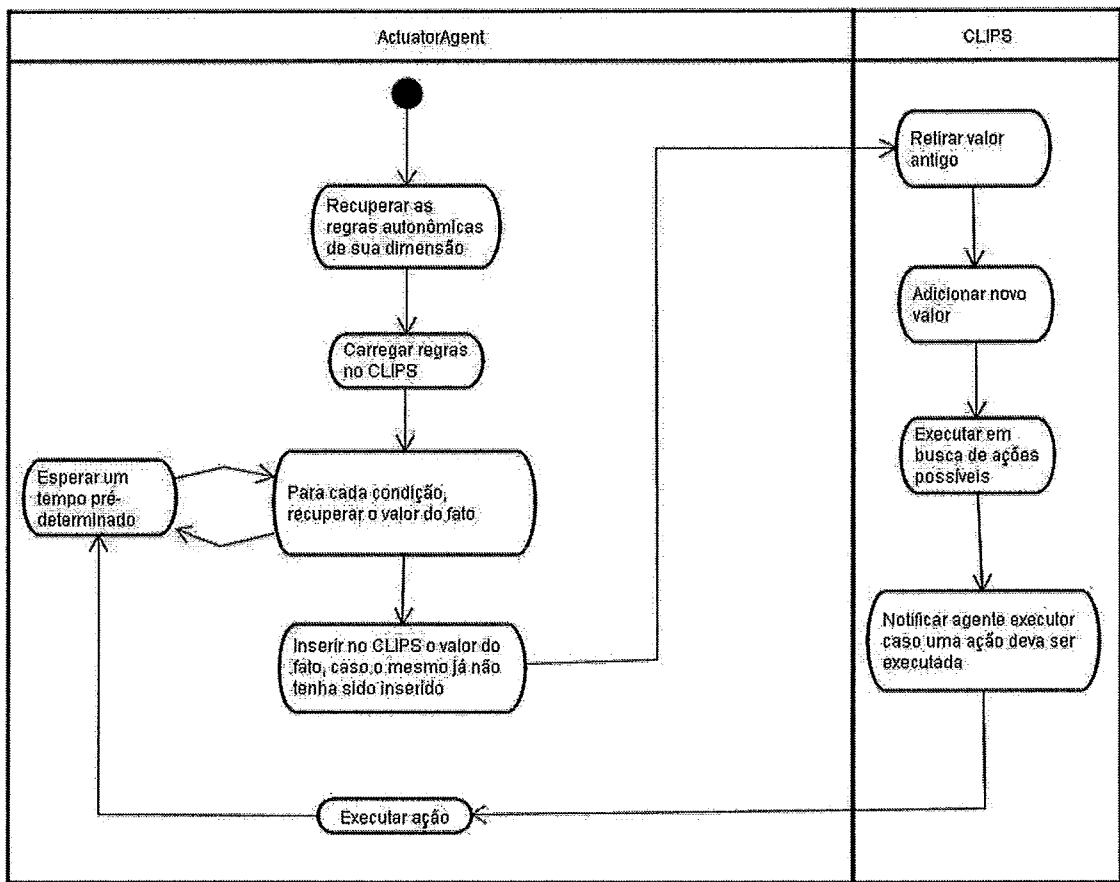 ActuatorAgent
CLIPS
Recuperar as
regras autonômicas
de sua dimensão
Carregar regras
no CLIPS
Esperar um
tempo pré-
determinado
Para cada condição,
recuperar o valor do fato
Inserir no CLIPS o valor do
fato, caso o mesmo já não
tenha sido inserido
Executar ação
Retirar valor
antigo
Adicionar novo
valor
Executar em
busca de ações
possíveis
Notificar agente executor
caso uma ação deva ser
executada